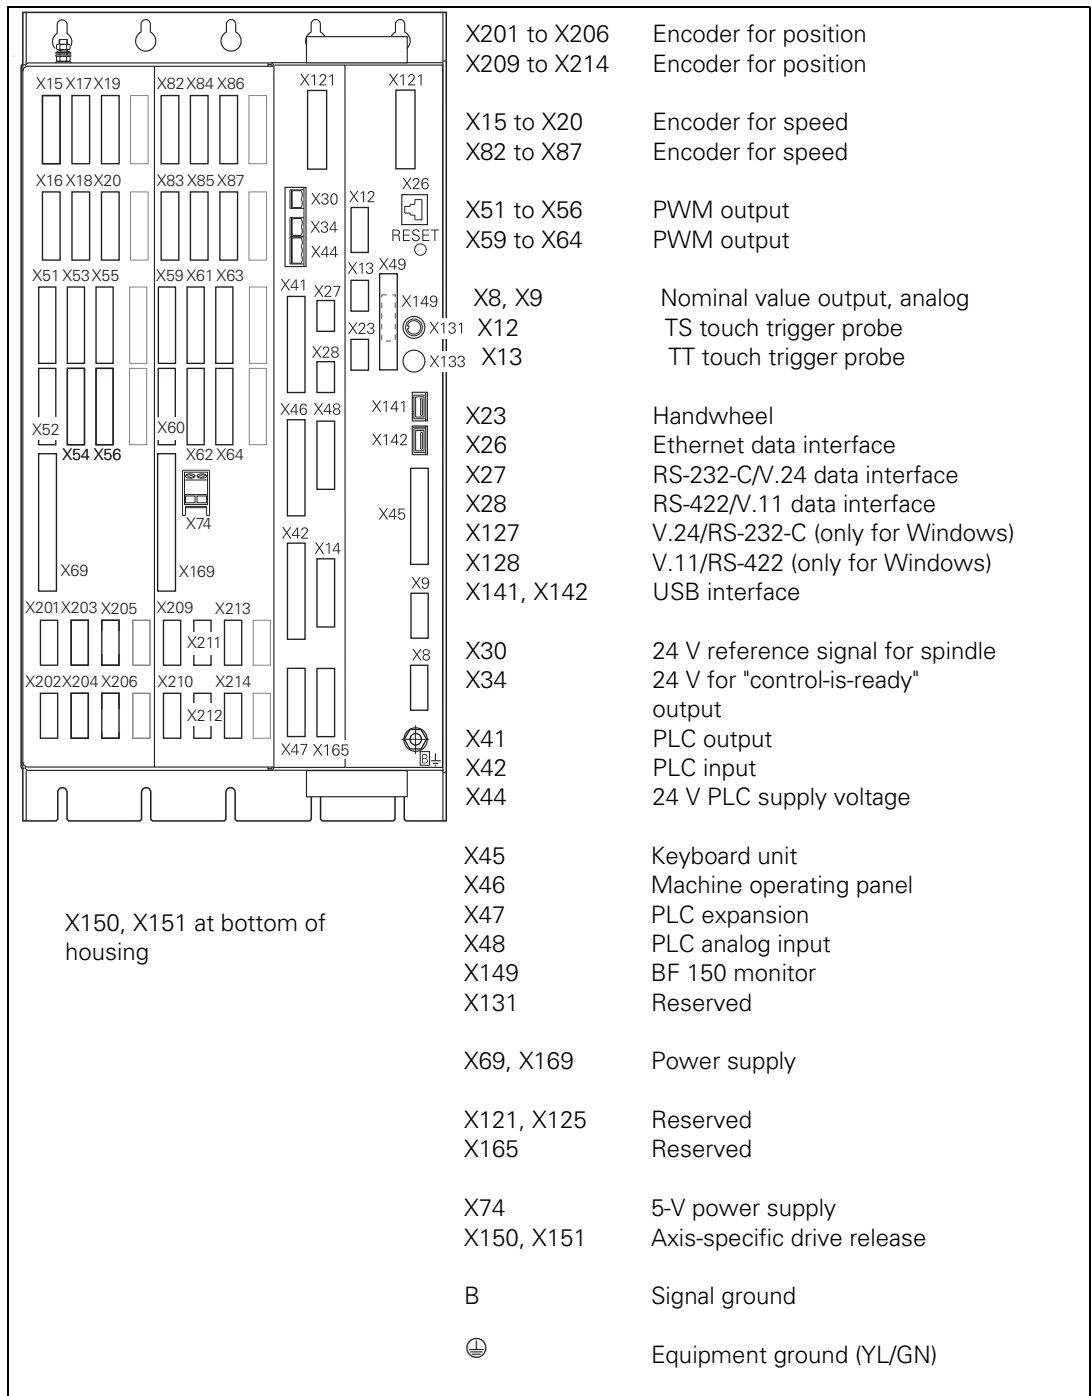 X15 X17 X19 X82 X84 X86 X121 X121
X16 X18 X20 X83 X85 X87 X30 X12 X26
X34 RESET
X44
X51 X53 X55 X59 X61 X63 X41 X27 X13 X49
X149
X23 X131
X28 X133
X52 X60 X46 X48 X141
X54 X56 X62 X64 X142
X74 X45
X42 X14
X69 X169 X9
X201 X203 X205 X209 X213
X211
X8
X202 X204 X206 X210 X214
X212
X47 X165 B
X150, X151 at bottom of
housing
X201 to X206 Encoder for position
X209 to X214 Encoder for position
X15 to X20 Encoder for speed
X82 to X87 Encoder for speed
X51 to X56 PWM output
X59 to X64 PWM output
X8, X9 Nominal value output, analog
X12 TS touch trigger probe
X13 TT touch trigger probe
X23 Handwheel
X26 Ethernet data interface
X27 RS-232-C/V.24 data interface
X28 RS-422/V.11 data interface
X127 V.24/RS-232-C (only for Windows)
X128 V.11/RS-422 (only for Windows)
X141, X142 USB interface
X30 24 V reference signal for spindle
X34 24 V for "control-is-ready"
output
X41 PLC output
X42 PLC input
X44 24 V PLC supply voltage
X45 Keyboard unit
X46 Machine operating panel
X47 PLC expansion
X48 PLC analog input
X149 BF 150 monitor
X131 Reserved
X69, X169 Power supply
X121, X125 Reserved
X165 Reserved
X74 5-V power supply
X150, X151 Axis-specific drive release
B Signal ground
Equipment ground (YL/GN)